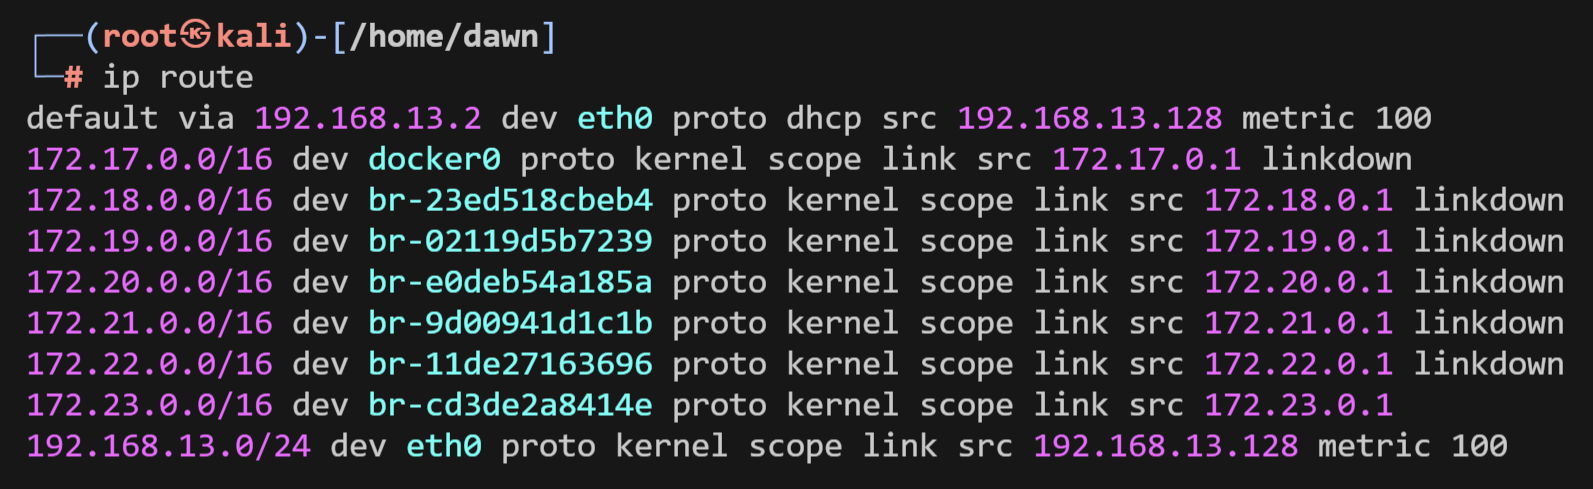 ┌──(root㉿kali)-[/home/dawn]
└─# ip route
default via 192.168.13.2 dev eth0 proto dhcp src 192.168.13.128 metric 100
172.17.0.0/16 dev docker0 proto kernel scope link src 172.17.0.1 linkdown
172.18.0.0/16 dev br-23ed518cbeb4 proto kernel scope link src 172.18.0.1 linkdown
172.19.0.0/16 dev br-02119d5b7239 proto kernel scope link src 172.19.0.1 linkdown
172.20.0.0/16 dev br-e0deb54a185a proto kernel scope link src 172.20.0.1 linkdown
172.21.0.0/16 dev br-9d00941d1c1b proto kernel scope link src 172.21.0.1 linkdown
172.22.0.0/16 dev br-11de27163696 proto kernel scope link src 172.22.0.1 linkdown
172.23.0.0/16 dev br-cd3de2a8414e proto kernel scope link src 172.23.0.1
192.168.13.0/24 dev eth0 proto kernel scope link src 192.168.13.128 metric 100